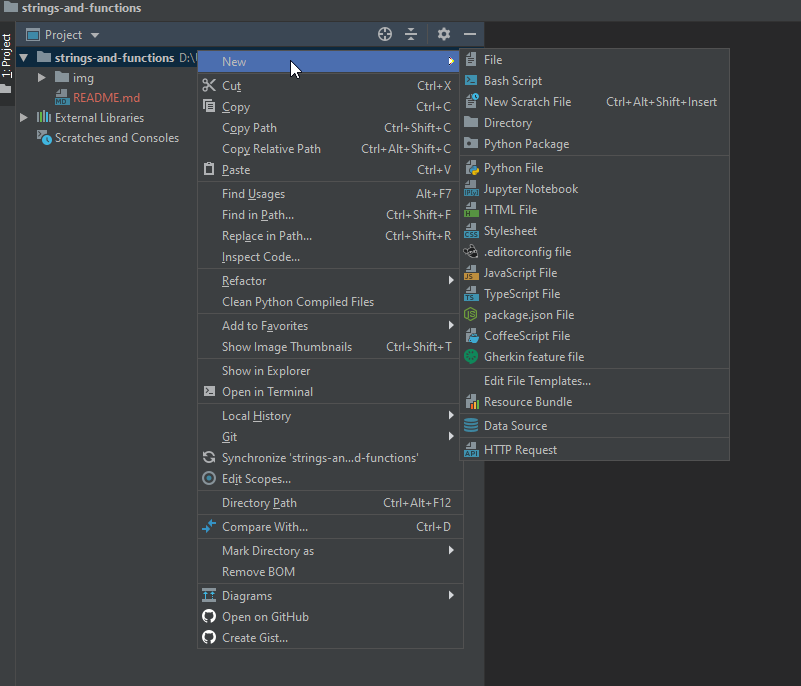 strings-and-functions
1: Project
Project
strings-and-functions D:\
img
README.md
External Libraries
Scratches and Consoles
New
Cut Ctrl+X
Copy Ctrl+C
Copy Path Ctrl+Shift+C
Copy Relative Path Ctrl+Alt+Shift+C
Paste Ctrl+V
Find Usages Alt+F7
Find in Path... Ctrl+Shift+F
Replace in Path... Ctrl+Shift+R
Inspect Code...
Refactor
Clean Python Compiled Files
Add to Favorites
Show Image Thumbnails Ctrl+Shift+T
Show in Explorer
Open in Terminal
Local History
Git
Synchronize 'strings-an...d-functions'
Edit Scopes...
Directory Path Ctrl+Alt+F12
Compare With... Ctrl+D
Mark Directory as
Remove BOM
Diagrams
Open on GitHub
Create Gist...
File
Bash Script
New Scratch File Ctrl+Alt+Shift+Insert
Directory
Python Package
Python File
Jupyter Notebook
HTML File
Stylesheet
.editorconfig file
JavaScript File
TypeScript File
package.json File
CoffeeScript File
Gherkin feature file
Edit File Templates...
Resource Bundle
Data Source
HTTP Request